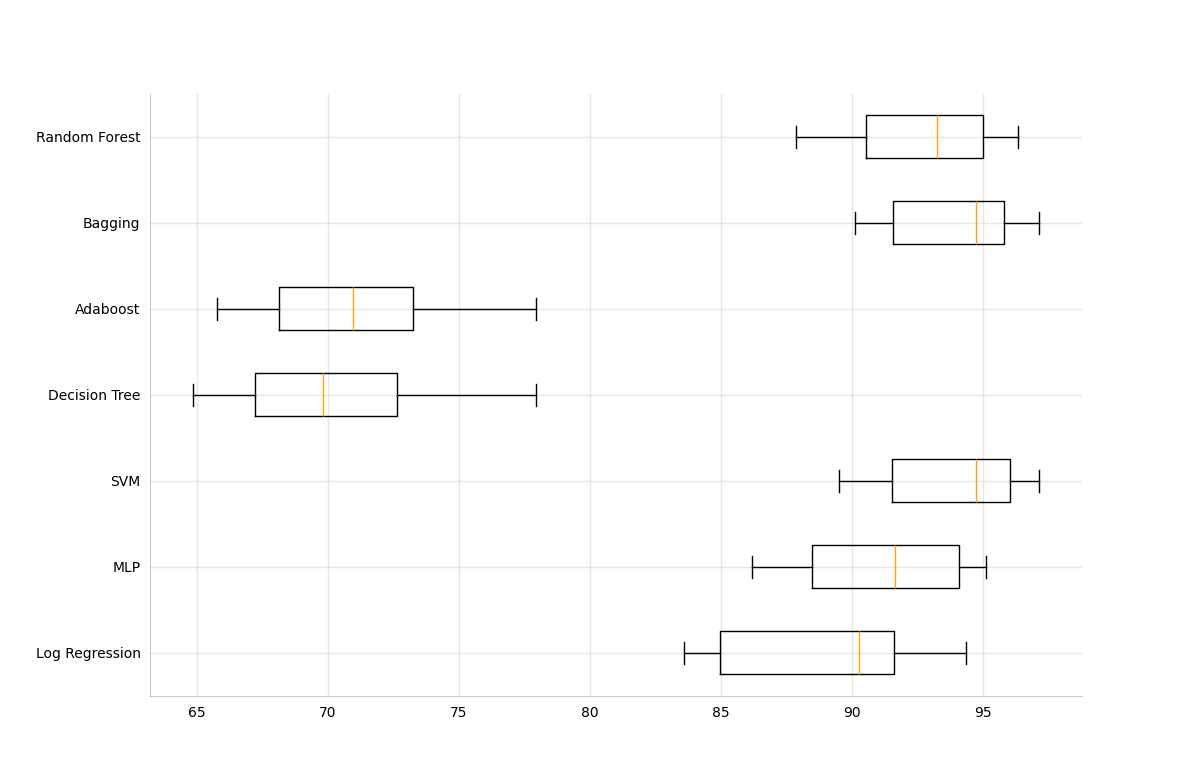 Random Forest
Bagging
Adaboost
Decision Tree
SVM
MLP
Log Regression
65 70 75 80 85 90 95